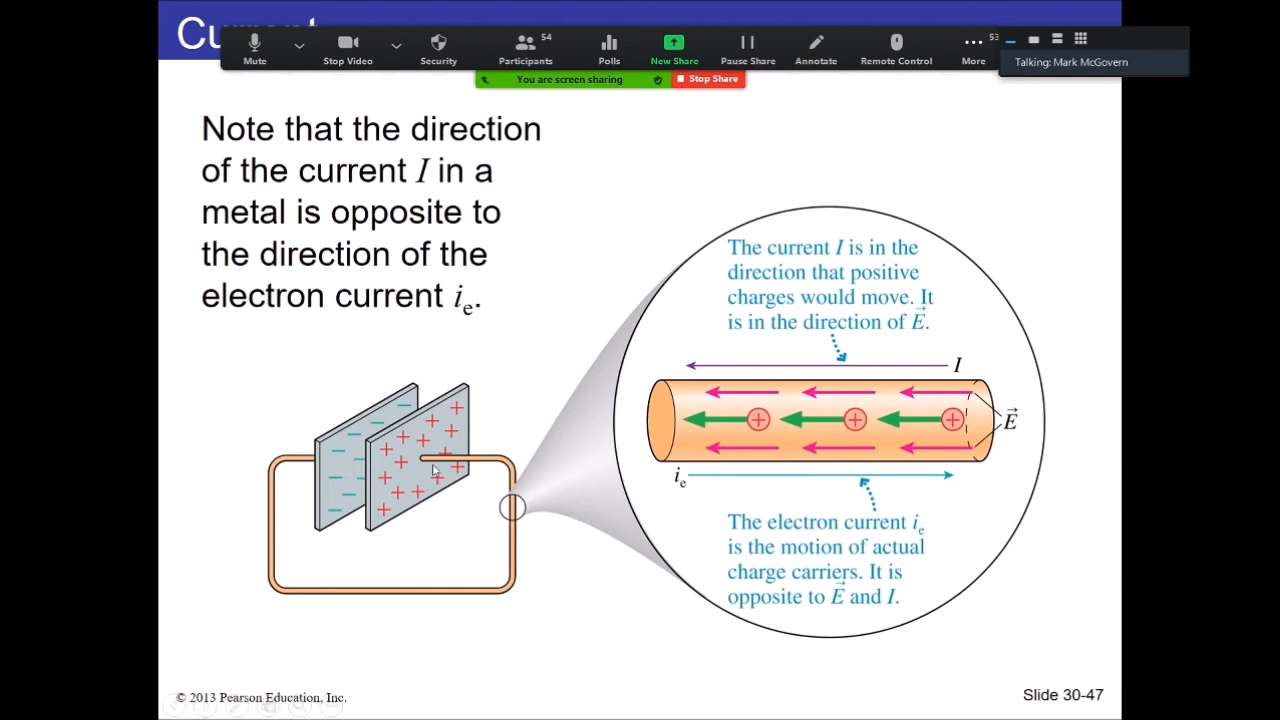 Mute
Stop Video
Security
Participants
54
Polls
New Share
Pause Share
Annotate
Remote Control
More
53
Talking: Mark McGovern
You are screen sharing
Stop Share
Note that the direction
of the current I in a
metal is opposite to
the direction of the
electron current iₑ.
The current I is in the
direction that positive
charges would move. It
is in the direction of E⃗.
I
E⃗
iₑ
The electron current iₑ
is the motion of actual
charge carriers. It is
opposite to E⃗ and I.
© 2013 Pearson Education, Inc.
Slide 30-47